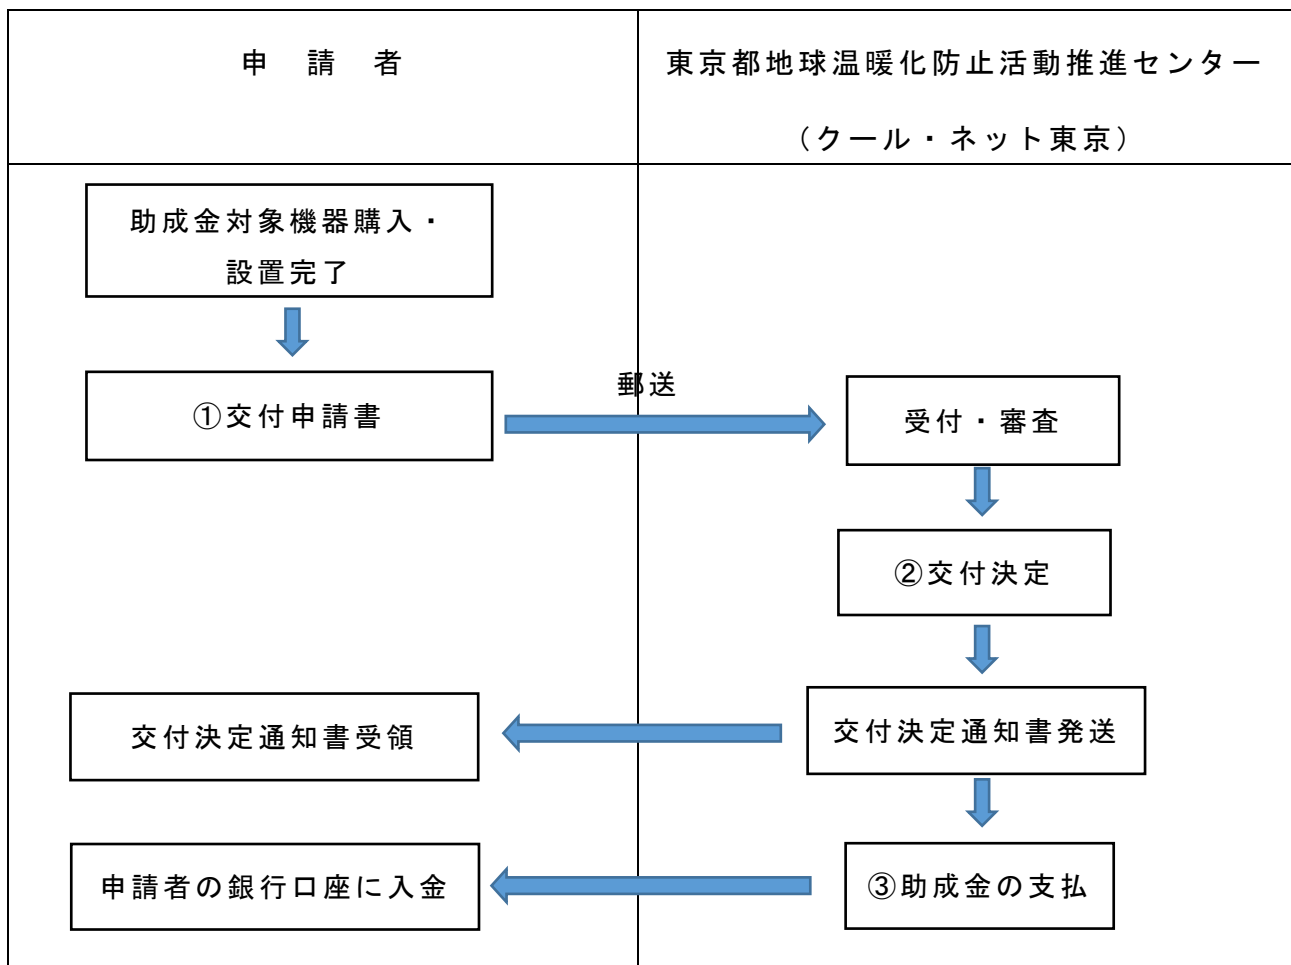 申　請　者
東京都地球温暖化防止活動推進センター
（クール・ネット東京）
助成金対象機器購入・
設置完了
①交付申請書
郵送
受付・審査
②交付決定
交付決定通知書発送
交付決定通知書受領
③助成金の支払
申請者の銀行口座に入金